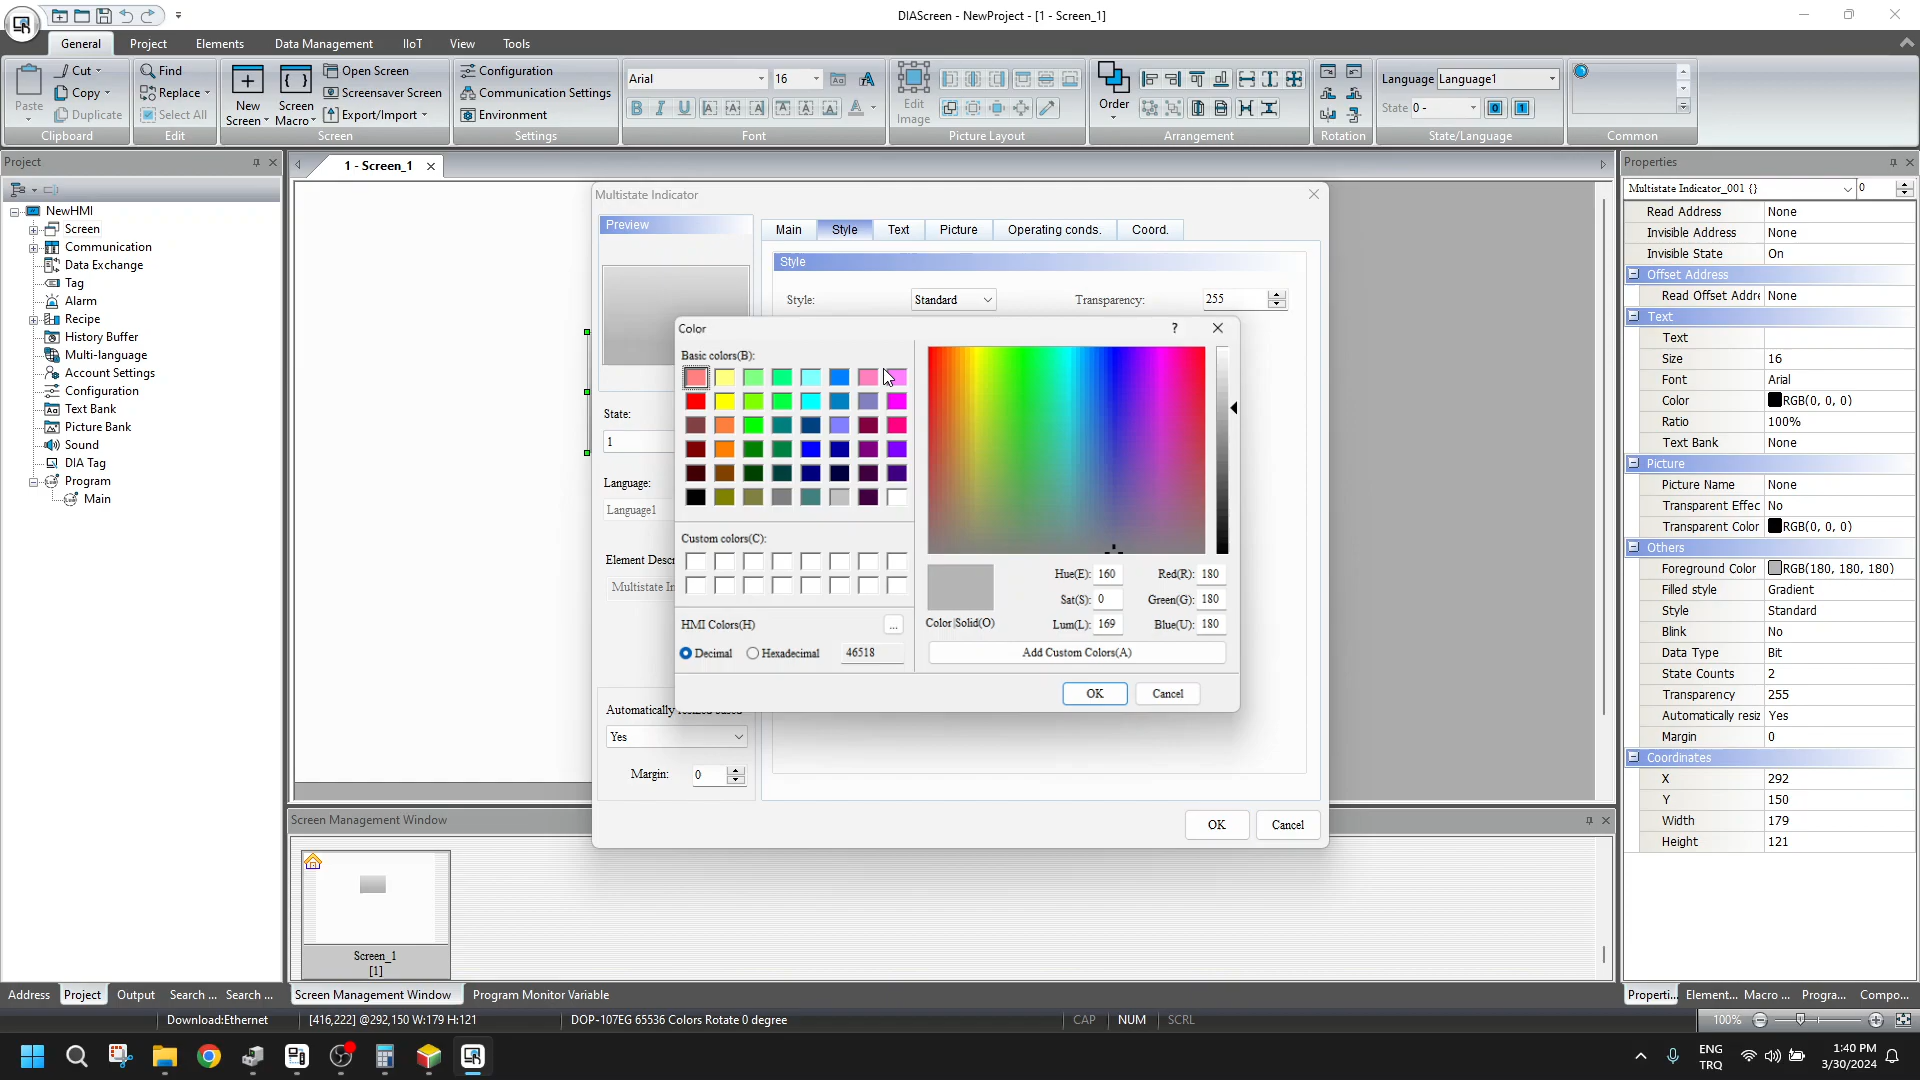 DIAScreen - NewProject - [1 - Screen_1]
General Project Elements Data Management IIoT View Tools
Paste Cut Copy Duplicate Clipboard
Find Replace Select All Edit
New Screen Screen Macro Open Screen Screensaver Screen Export/Import Screen
Configuration Communication Settings Environment Settings
Arial 16 Font
Edit Image Picture Layout
Order Arrangement
Rotation
Language Language1
State 0 -
State/Language
Common
Project
NewHMI
Screen
Communication
Data Exchange
Tag
Alarm
Recipe
History Buffer
Multi-language
Account Settings
Configuration
Text Bank
Picture Bank
Sound
DIA Tag
Program
Main
1 - Screen_1
Multistate Indicator
Preview
Main Style Text Picture Operating conds. Coord.
Style
Style: Standard Transparency: 255
State:
1
Language:
Language1
Element Descr
Multistate In
Automatically resized based
Yes
Margin: 0
OK Cancel
Color
Basic colors(B):
Custom colors(C):
HMI Colors(H) ...
Decimal Hexadecimal 46518
Color|Solid(O)
Hue(E): 160 Red(R): 180
Sat(S): 0 Green(G): 180
Lum(L): 169 Blue(U): 180
Add Custom Colors(A)
OK Cancel
Screen Management Window
Screen_1
[1]
Properties
Multistate Indicator_001 {} 0
Read Address None
Invisible Address None
Invisible State On
Offset Address
Read Offset Addre None
Text
Text
Size 16
Font Arial
Color RGB(0, 0, 0)
Ratio 100%
Text Bank None
Picture
Picture Name None
Transparent Effec No
Transparent Color RGB(0, 0, 0)
Others
Foreground Color RGB(180, 180, 180)
Filled style Gradient
Style Standard
Blink No
Data Type Bit
State Counts 2
Transparency 255
Automatically resiz Yes
Margin 0
Coordinates
X 292
Y 150
Width 179
Height 121
Address Project Output Search ... Search ... Screen Management Window Program Monitor Variable
Properti... Element... Macro ... Progra... Compo...
Download:Ethernet [416,222] @292,150 W:179 H:121 DOP-107EG 65536 Colors Rotate 0 degree CAP NUM SCRL 100%
ENG
TRQ
1:40 PM
3/30/2024